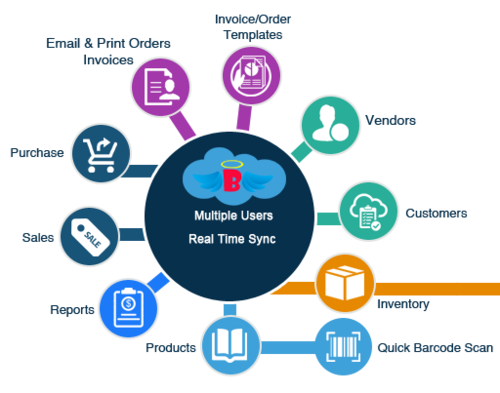 Invoice/Order
Templates
Email & Print Orders
Invoices
Vendors
Purchase
B
Multiple Users
Real Time Sync
Customers
Sales
SALE
Inventory
Reports
$
Products
Quick Barcode Scan